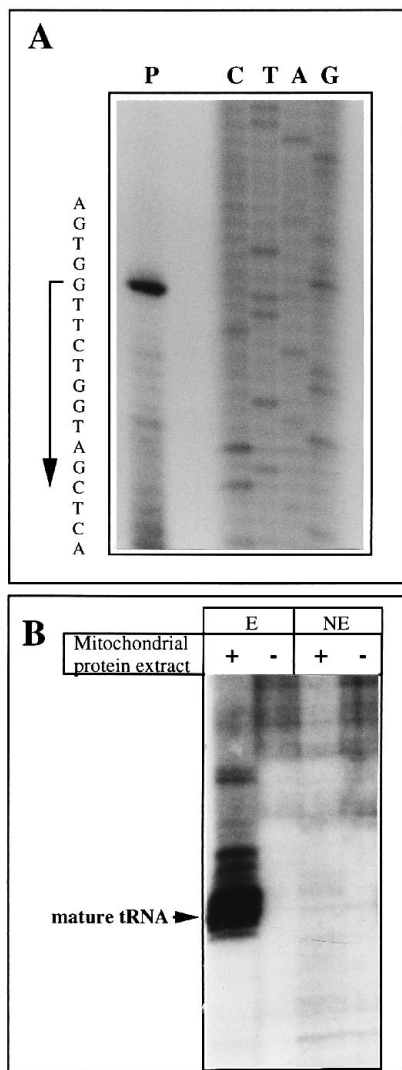 A
P C T A G
A
G
T
G
G
T
T
C
T
G
G
T
A
G
C
T
C
A
B
E NE
Mitochondrial
protein extract
+ - + -
mature tRNA